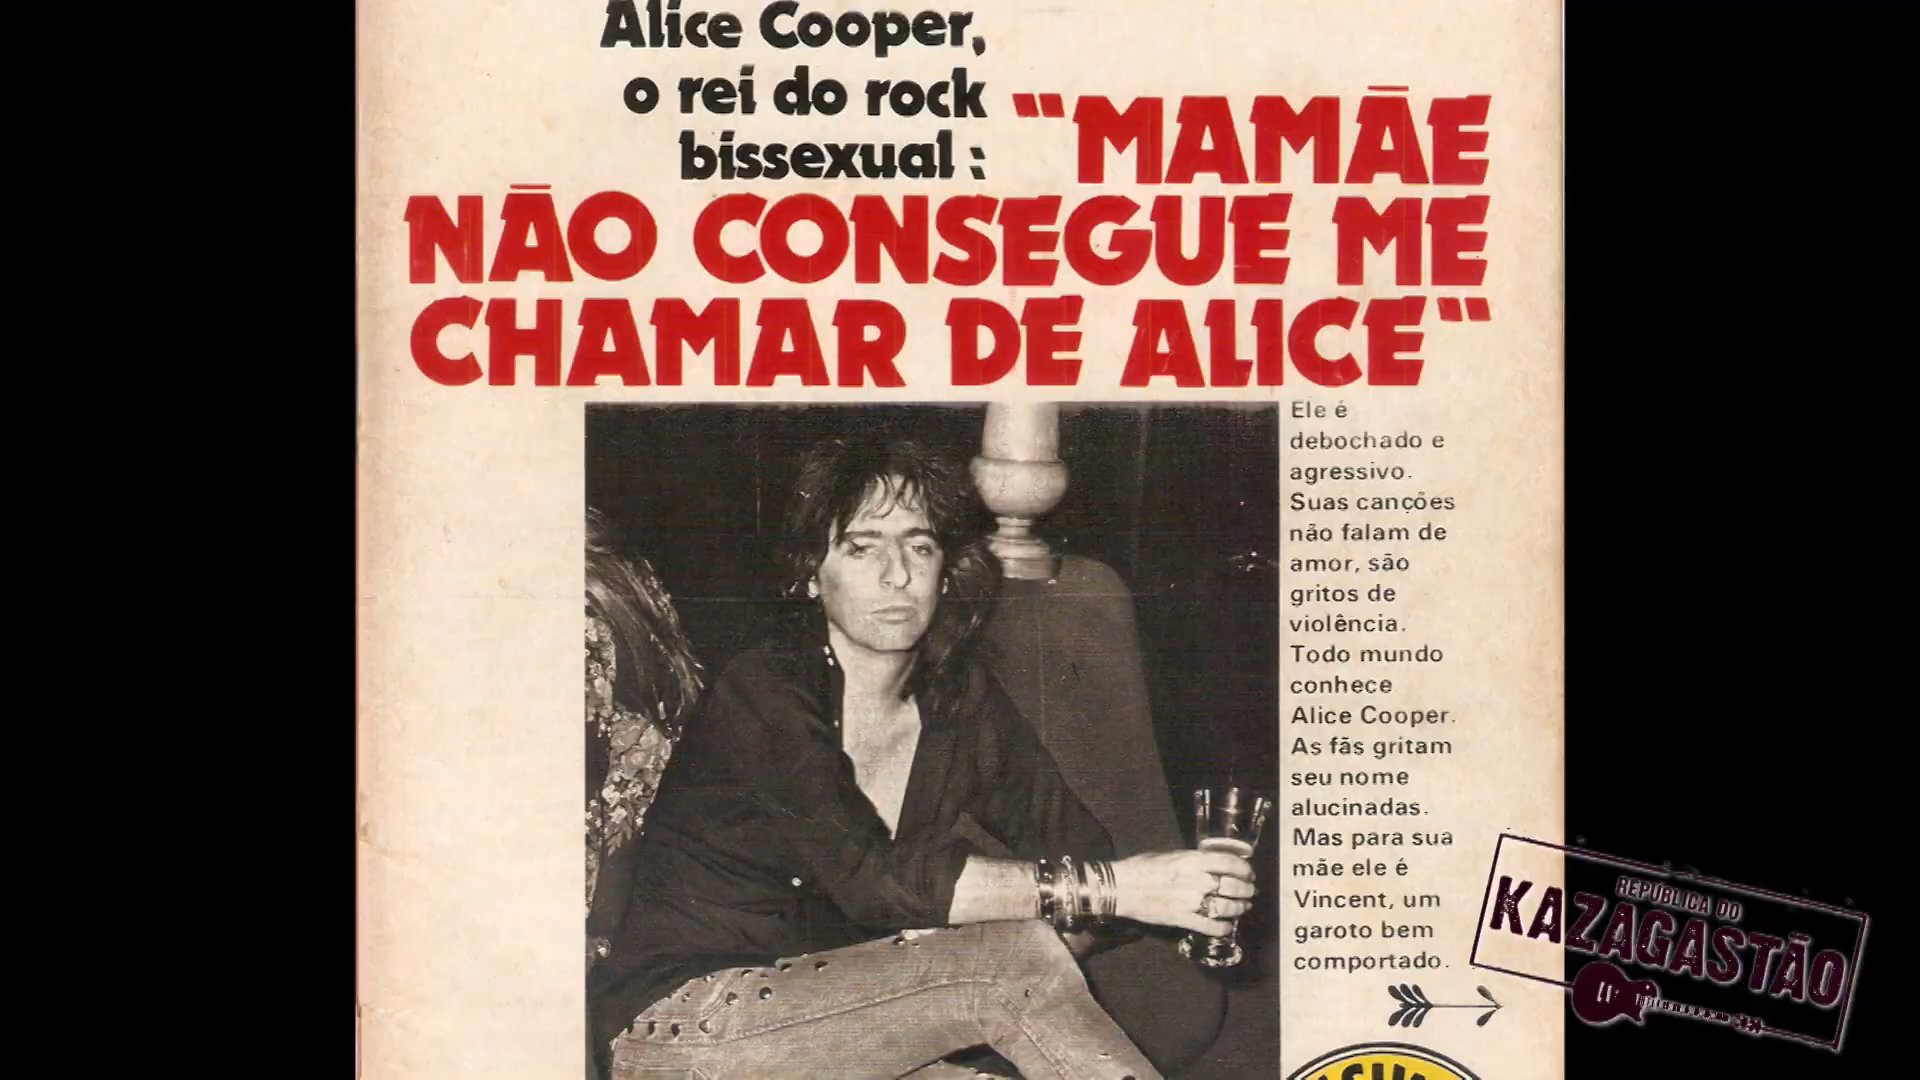 Alice Cooper,
o rei do rock
bissexual :
"MAMÃE
NÃO CONSEGUE ME
CHAMAR DE ALICE"
Ele é
debochado e
agressivo.
Suas canções
não falam de
amor, são
gritos de
violência.
Todo mundo
conhece
Alice Cooper.
As fãs gritam
seu nome
alucinadas.
Mas para sua
mãe ele é
Vincent, um
garoto bem
comportado.
REPÚBLICA DO
KAZAGASTÃO